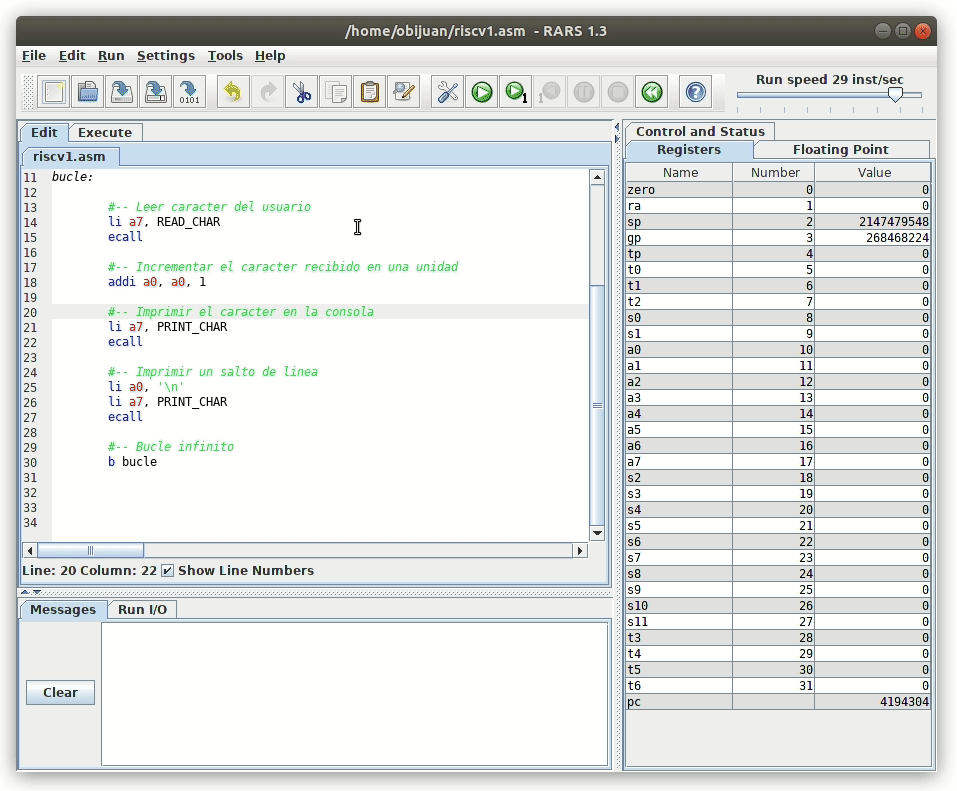 /home/obijuan/riscv1.asm - RARS 1.3
File Edit Run Settings Tools Help
Run speed 29 inst/sec
Edit Execute
riscv1.asm
11 bucle:
12
13 #-- Leer caracter del usuario
14 li a7, READ_CHAR
15 ecall
16
17 #-- Incrementar el caracter recibido en una unidad
18 addi a0, a0, 1
19
20 #-- Imprimir el caracter en la consola
21 li a7, PRINT_CHAR
22 ecall
23
24 #-- Imprimir un salto de linea
25 li a0, '\n'
26 li a7, PRINT_CHAR
27 ecall
28
29 #-- Bucle infinito
30 b bucle
31
32
33
34
Line: 20 Column: 22 Show Line Numbers
Messages Run I/O
Clear
Control and Status
Registers Floating Point
Name Number Value
zero 0 0
ra 1 0
sp 2 2147479548
gp 3 268468224
tp 4 0
t0 5 0
t1 6 0
t2 7 0
s0 8 0
s1 9 0
a0 10 0
a1 11 0
a2 12 0
a3 13 0
a4 14 0
a5 15 0
a6 16 0
a7 17 0
s2 18 0
s3 19 0
s4 20 0
s5 21 0
s6 22 0
s7 23 0
s8 24 0
s9 25 0
s10 26 0
s11 27 0
t3 28 0
t4 29 0
t5 30 0
t6 31 0
pc 4194304